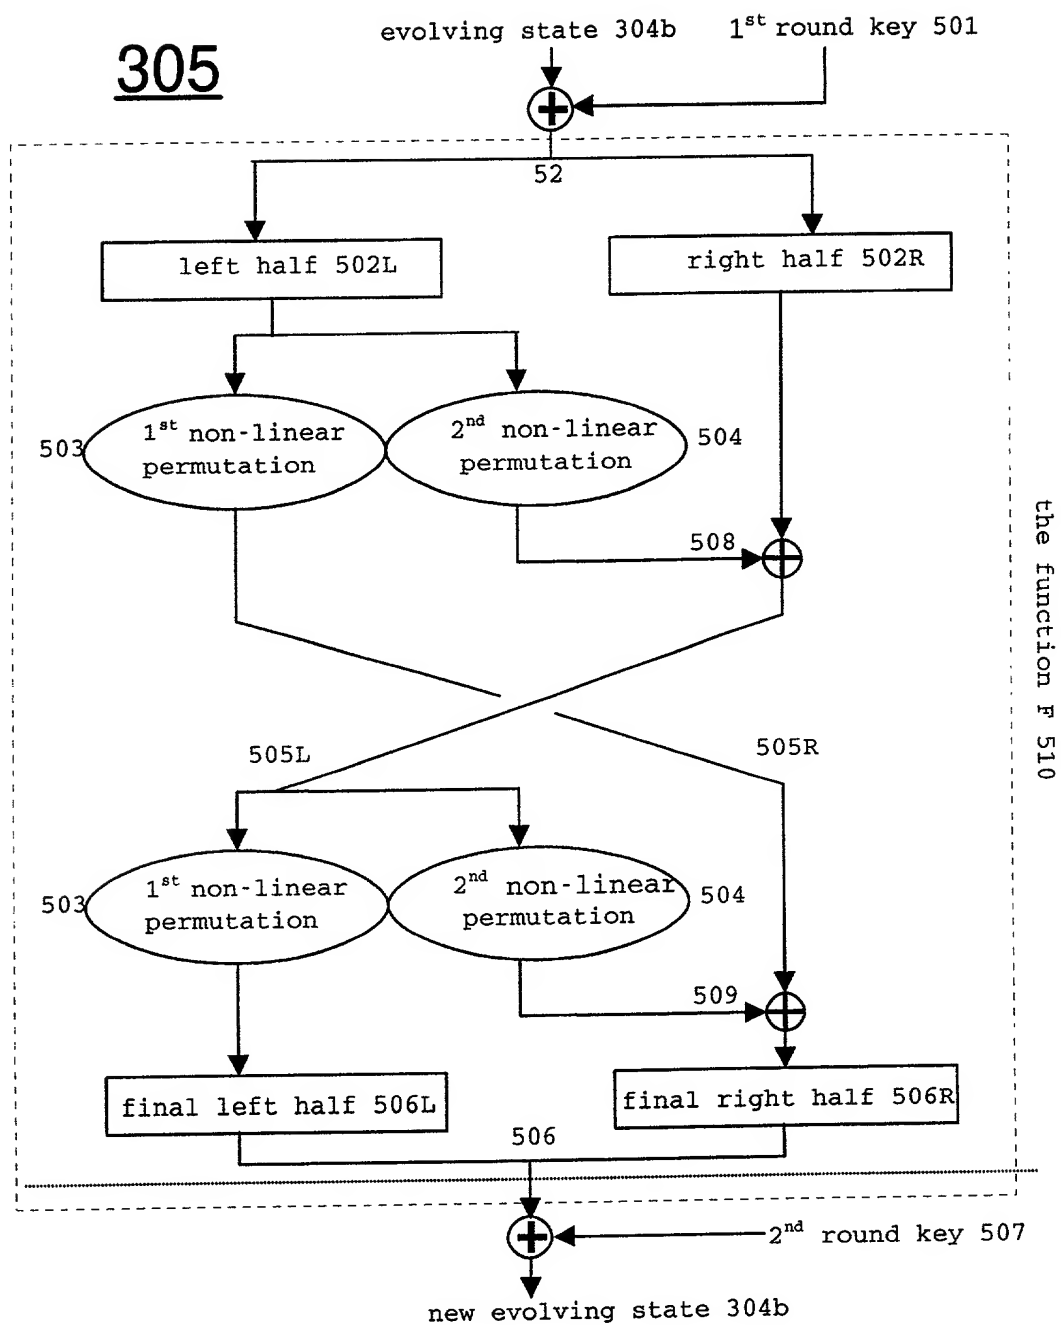 evolving state 304b
1st round key 501
305
52
left half 502L
right half 502R
503
1st non-linear
permutation
2nd non-linear
permutation
504
508
the function F 510
505L
505R
503
1st non-linear
permutation
2nd non-linear
permutation
504
509
final left half 506L
final right half 506R
506
2nd round key 507
new evolving state 304b